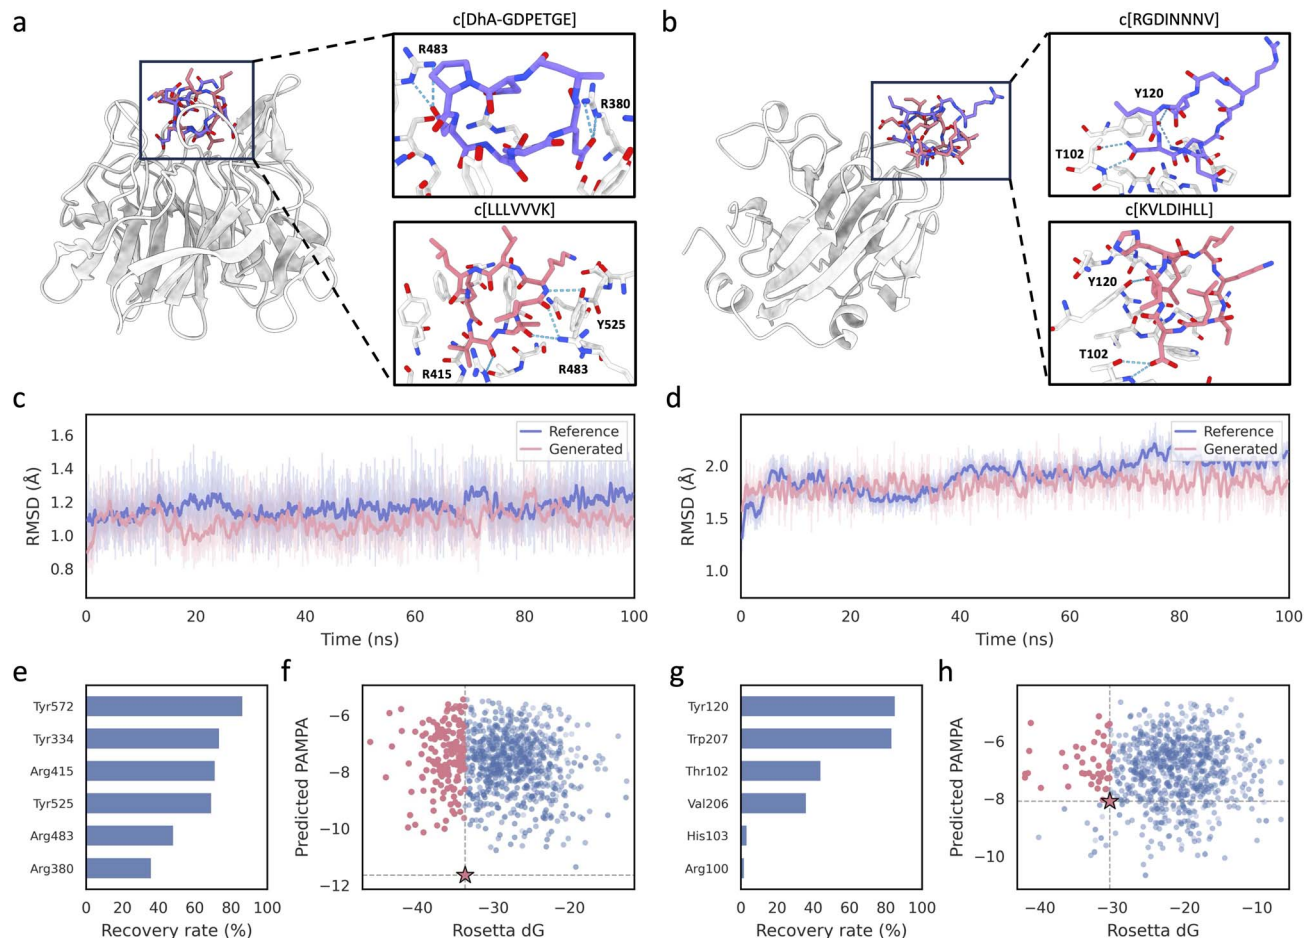 a
c[DhA-GDPETGE]
R483
R380
c[LLLVVVK]
Y525
R415
R483
b
c[RGDINNNV]
Y120
T102
c[KVLDIHLL]
Y120
T102
c
RMSD (Å)
1.6
1.4
1.2
1.0
0.8
Reference
Generated
0 20 40 60 80 100
Time (ns)
d
RMSD (Å)
2.0
1.5
1.0
Reference
Generated
0 20 40 60 80 100
Time (ns)
e
Tyr572
Tyr334
Arg415
Tyr525
Arg483
Arg380
0 20 40 60 80 100
Recovery rate (%)
f
Predicted PAMPA
−6
−8
−10
−12
−40 −30 −20
Rosetta dG
g
Tyr120
Trp207
Thr102
Val206
His103
Arg100
0 20 40 60 80 100
Recovery rate (%)
h
Predicted PAMPA
−6
−8
−10
−40 −30 −20 −10
Rosetta dG